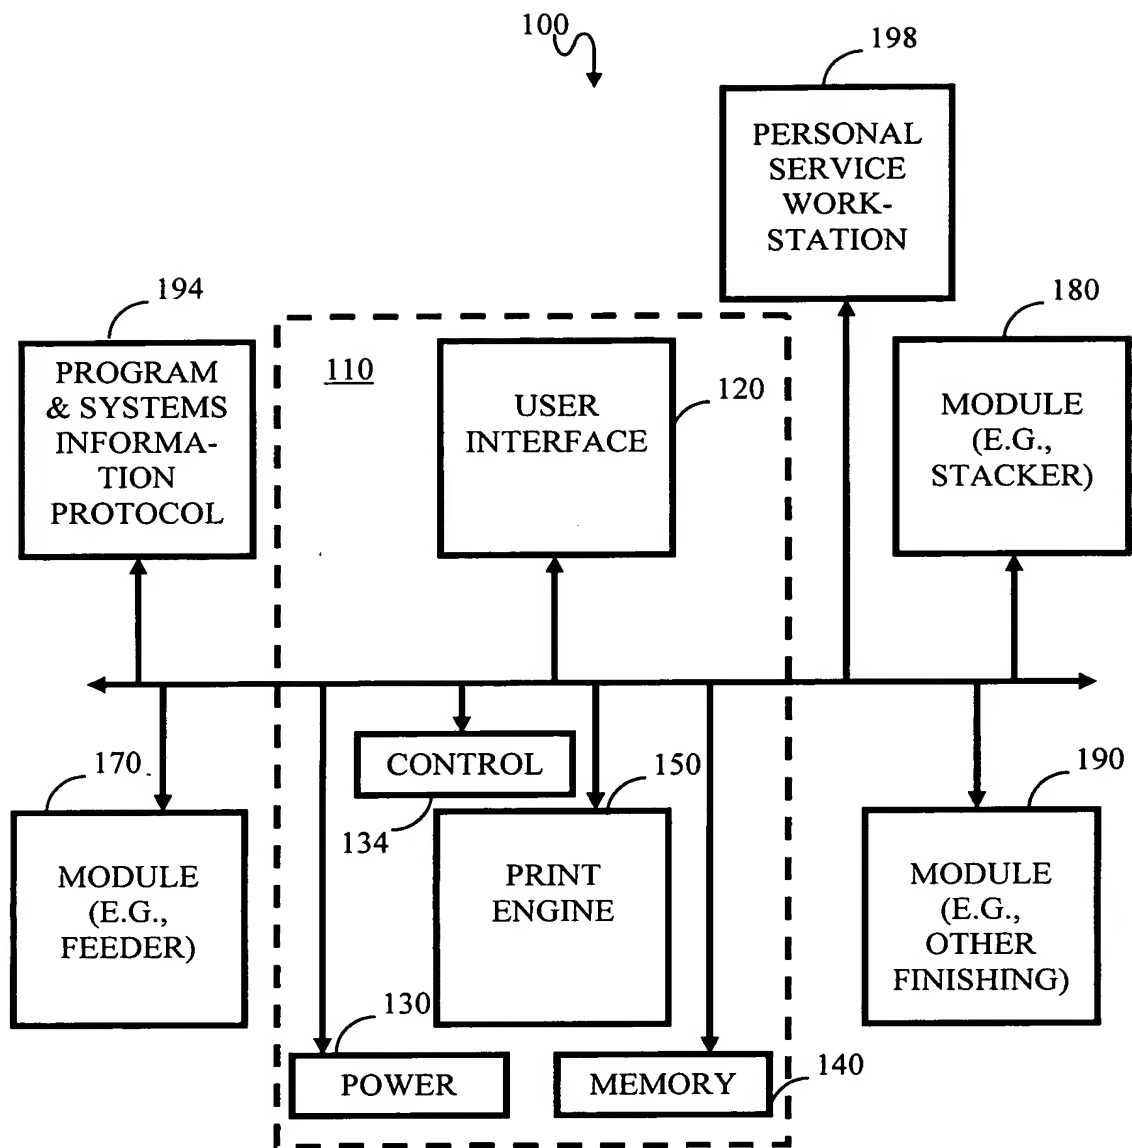 100
198
PERSONAL
SERVICE
WORK-
STATION
194
PROGRAM
& SYSTEMS
INFORMA-
TION
PROTOCOL
110
USER
INTERFACE
120
180
MODULE
(E.G.,
STACKER)
170
MODULE
(E.G.,
FEEDER)
CONTROL
134
150
PRINT
ENGINE
190
MODULE
(E.G.,
OTHER
FINISHING)
130
POWER
MEMORY
140